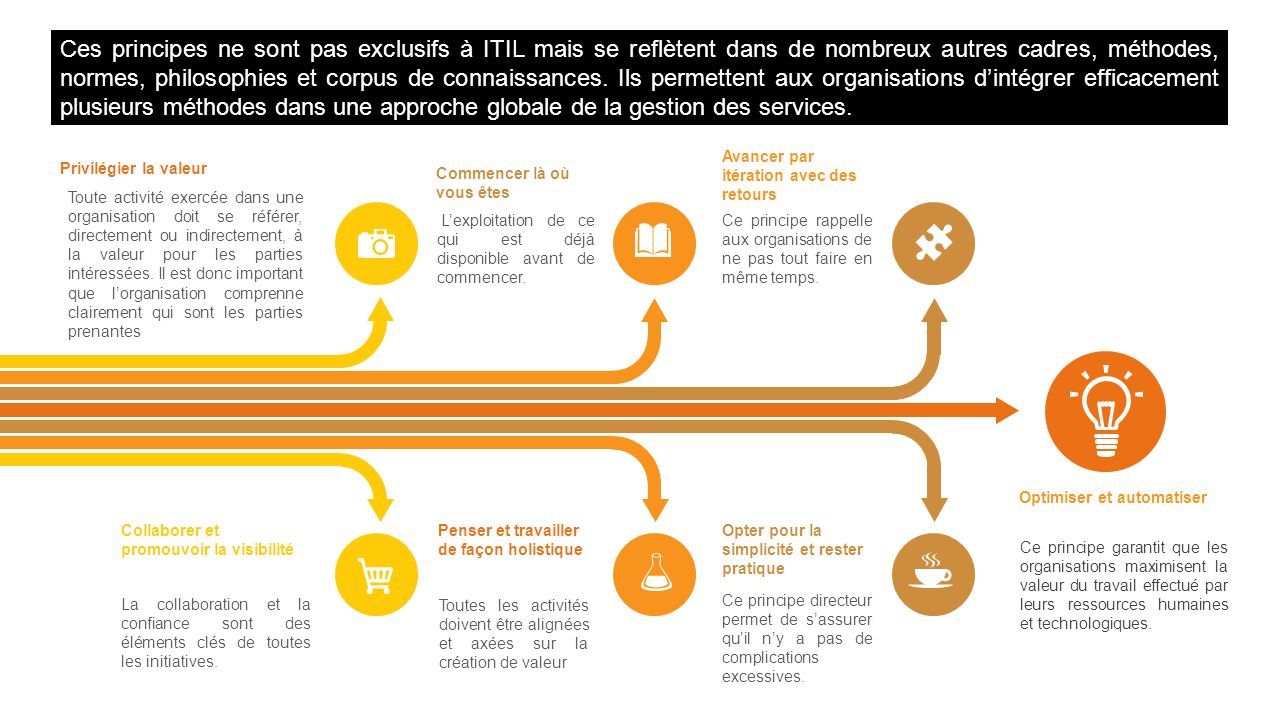 Ces principes ne sont pas exclusifs à ITIL mais se reflètent dans de nombreux autres cadres, méthodes,
normes, philosophies et corpus de connaissances. Ils permettent aux organisations d’intégrer efficacement
plusieurs méthodes dans une approche globale de la gestion des services.
Privilégier la valeur
Toute activité exercée dans une
organisation doit se référer,
directement ou indirectement, à
la valeur pour les parties
intéressées. Il est donc important
que l’organisation comprenne
clairement qui sont les parties
prenantes
Commencer là où
vous êtes
L’exploitation de ce
qui est déjà
disponible avant de
commencer.
Avancer par
itération avec des
retours
Ce principe rappelle
aux organisations de
ne pas tout faire en
même temps.
Optimiser et automatiser
Ce principe garantit que les
organisations maximisent la
valeur du travail effectué par
leurs ressources humaines
et technologiques.
Collaborer et
promouvoir la visibilité
La collaboration et la
confiance sont des
éléments clés de toutes
les initiatives.
Penser et travailler
de façon holistique
Toutes les activités
doivent être alignées
et axées sur la
création de valeur
Opter pour la
simplicité et rester
pratique
Ce principe directeur
permet de s’assurer
qu’il n’y a pas de
complications
excessives.